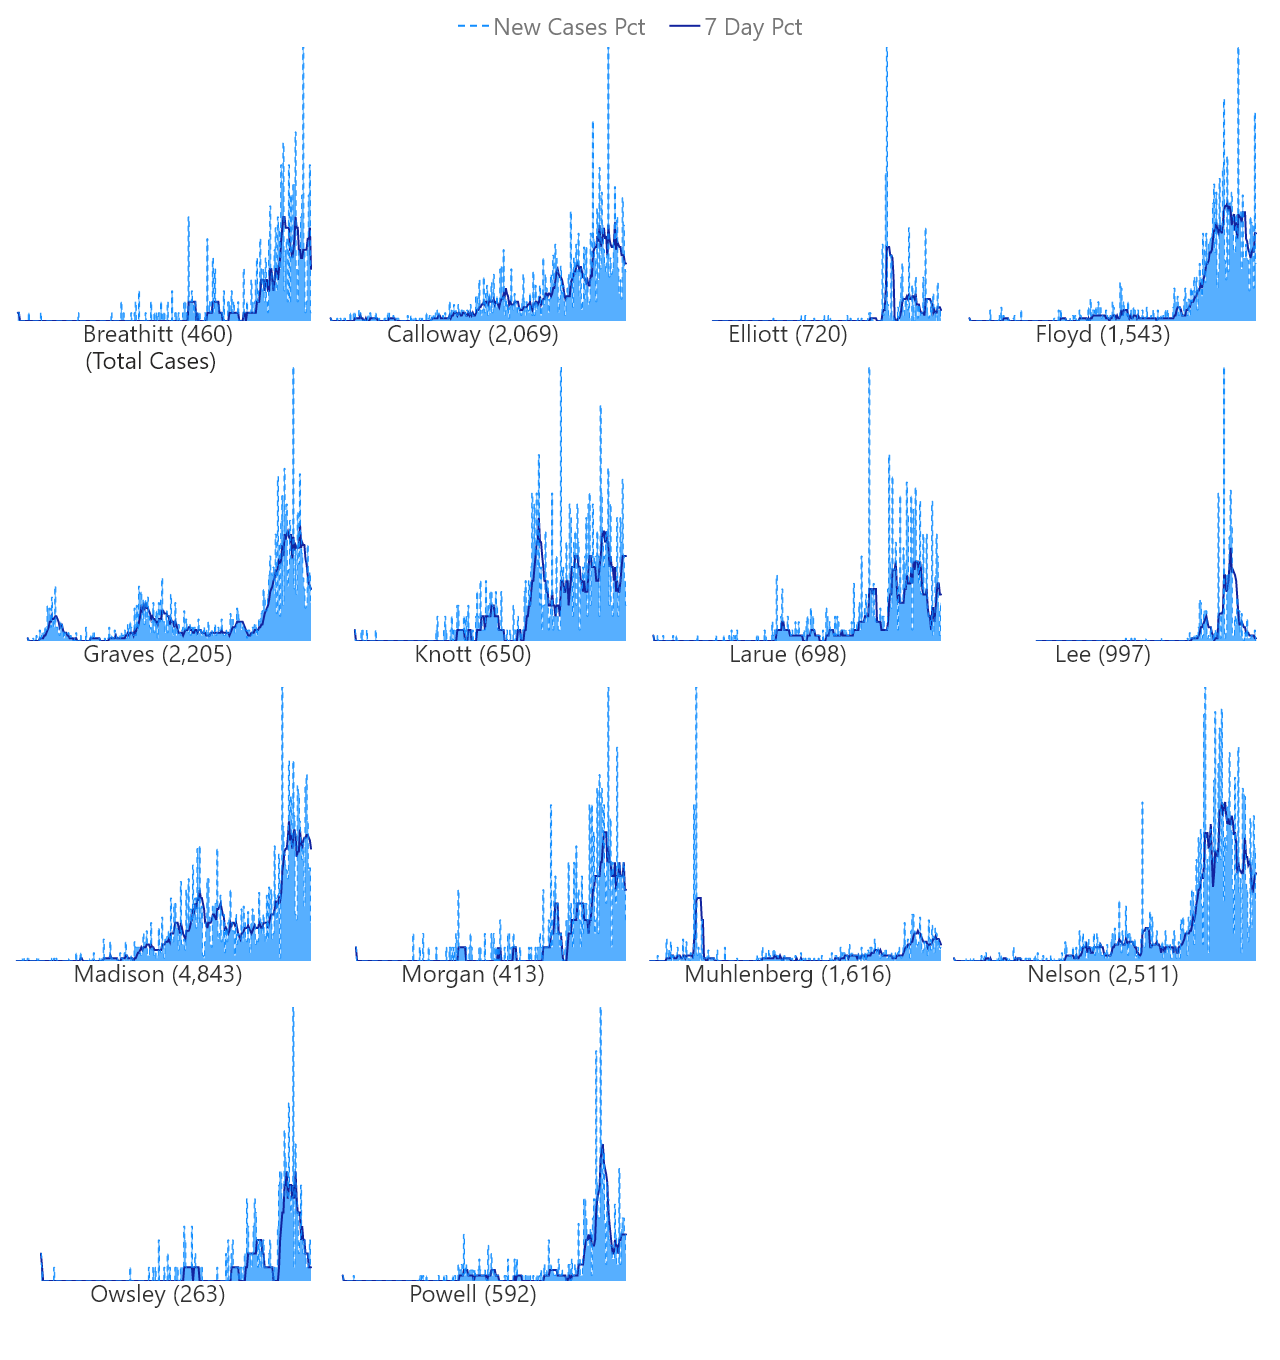 New Cases Pct 7 Day Pct
Breathitt (460)
(Total Cases)
Calloway (2,069)
Elliott (720)
Floyd (1,543)
Graves (2,205)
Knott (650)
Larue (698)
Lee (997)
Madison (4,843)
Morgan (413)
Muhlenberg (1,616)
Nelson (2,511)
Owsley (263)
Powell (592)